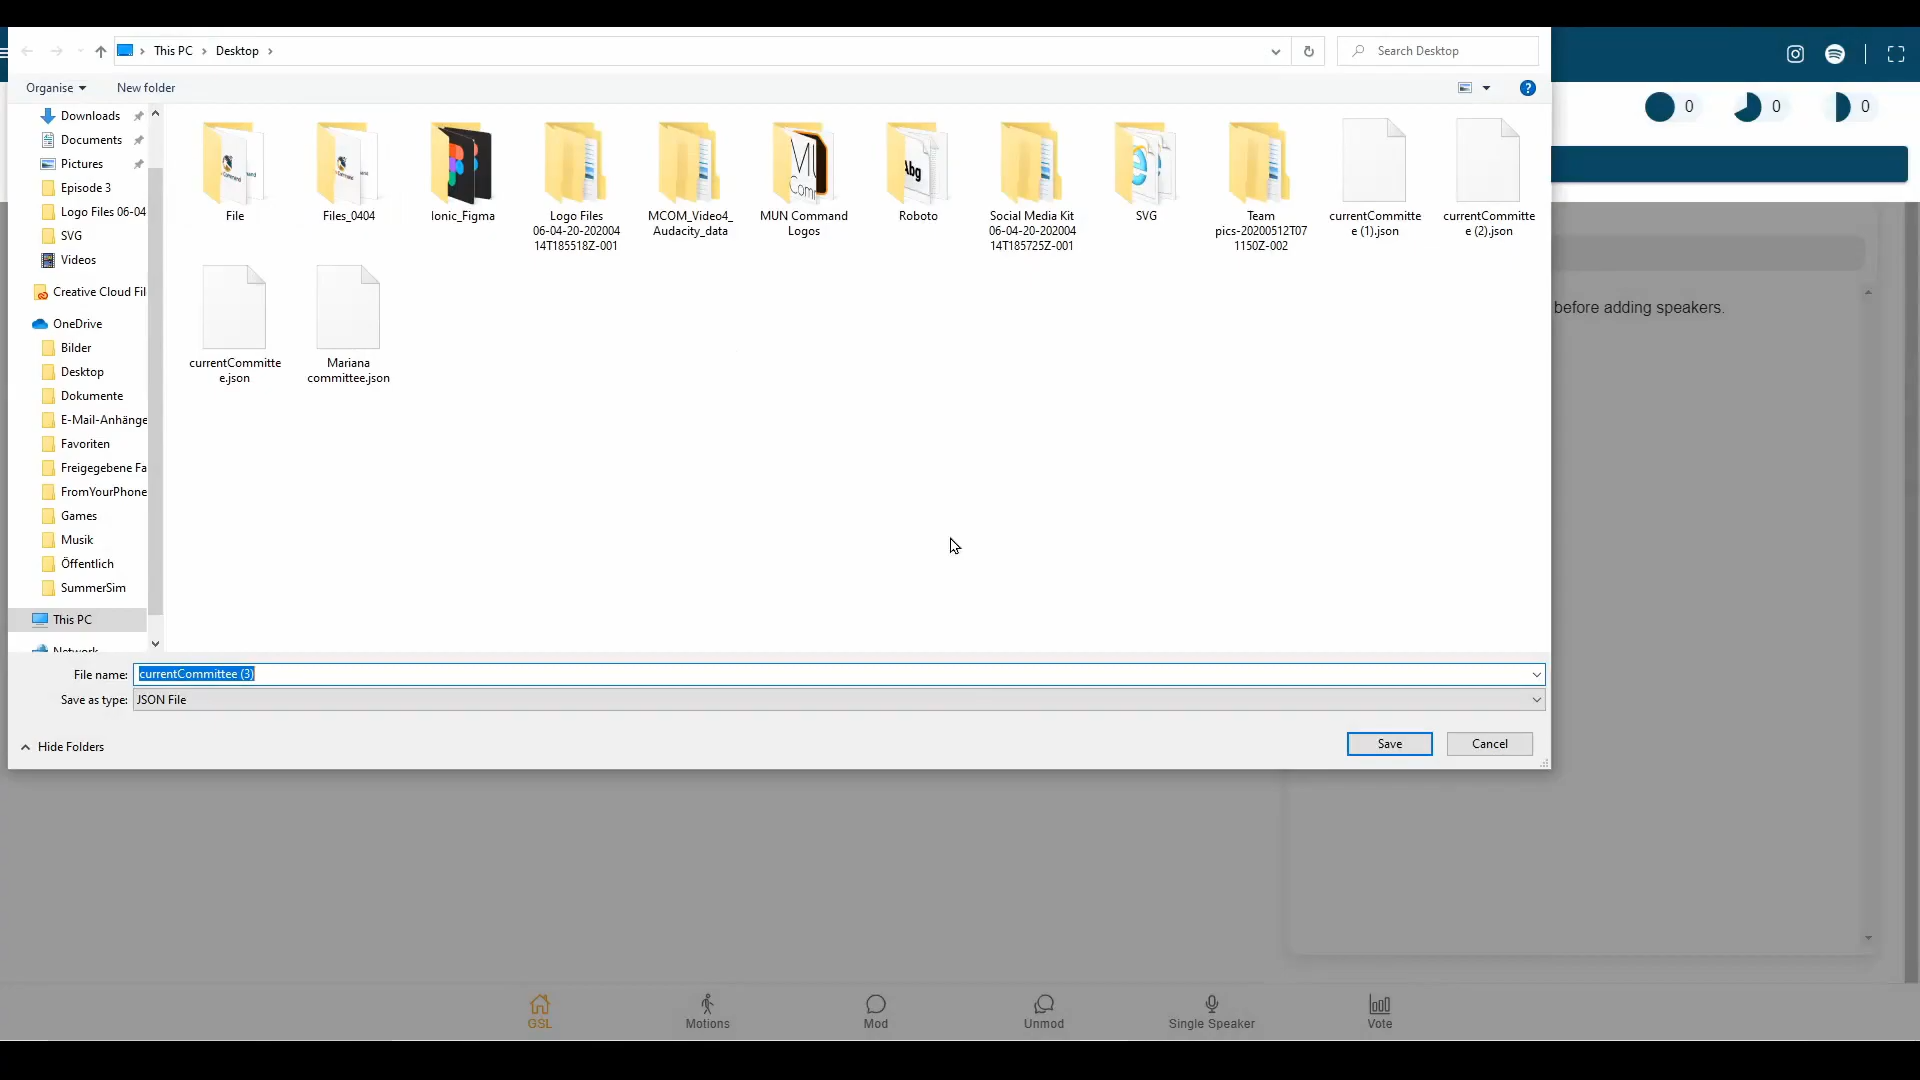 This PC
Desktop
Search Desktop
Organise
New folder
0
0
0
Downloads
Documents
Pictures
Episode 3
Logo Files 06-04
SVG
Videos
Creative Cloud Fil
OneDrive
Bilder
Desktop
Dokumente
E-Mail-Anhänge
Favoriten
Freigegebene Fa
FromYourPhone
Games
Musik
Öffentlich
SummerSim
This PC
Network
File
Files_0404
Ionic_Figma
Logo Files
06-04-20-202004
14T185518Z-001
MCOM_Video4_
Audacity_data
MUN Command
Logos
Abg
Roboto
Social Media Kit
06-04-20-202004
14T185725Z-001
SVG
Team
pics-20200512T07
1150Z-002
currentCommitte
e (1).json
currentCommitte
e (2).json
currentCommitte
e.json
Mariana
committee.json
before adding speakers.
File name:
currentCommittee (3)
Save as type:
JSON File
Hide Folders
Save
Cancel
GSL
Motions
Mod
Unmod
Single Speaker
Vote